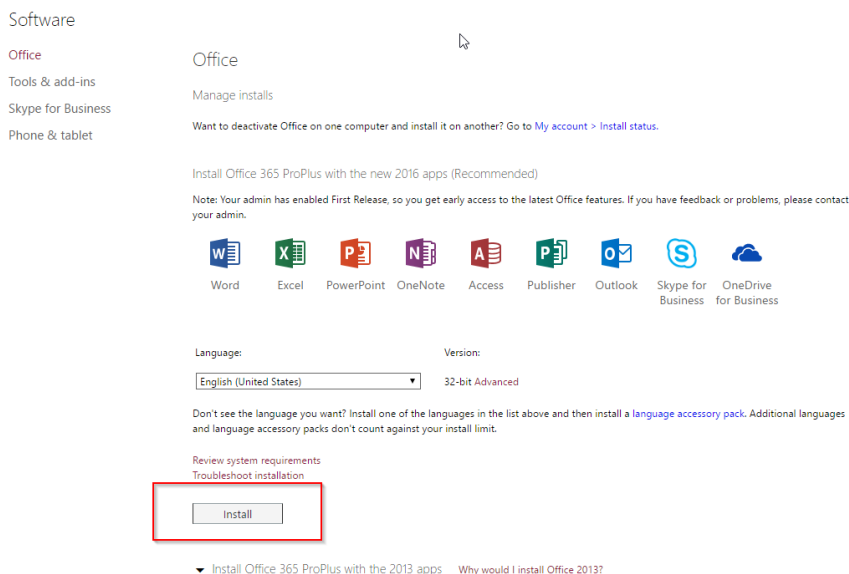 Software
Office
Tools & add-ins
Skype for Business
Phone & tablet
Office
Manage installs
Want to deactivate Office on one computer and install it on another? Go to My account > Install status.
Install Office 365 ProPlus with the new 2016 apps (Recommended)
Note: Your admin has enabled First Release, so you get early access to the latest Office features. If you have feedback or problems, please contact
your admin.
W X P N A P O S
Word Excel PowerPoint OneNote Access Publisher Outlook Skype for OneDrive
Business for Business
Language: Version:
English (United States) 32-bit Advanced
Don't see the language you want? Install one of the languages in the list above and then install a language accessory pack. Additional languages
and language accessory packs don't count against your install limit.
Review system requirements
Troubleshoot installation
Install
Install Office 365 ProPlus with the 2013 apps Why would I install Office 2013?